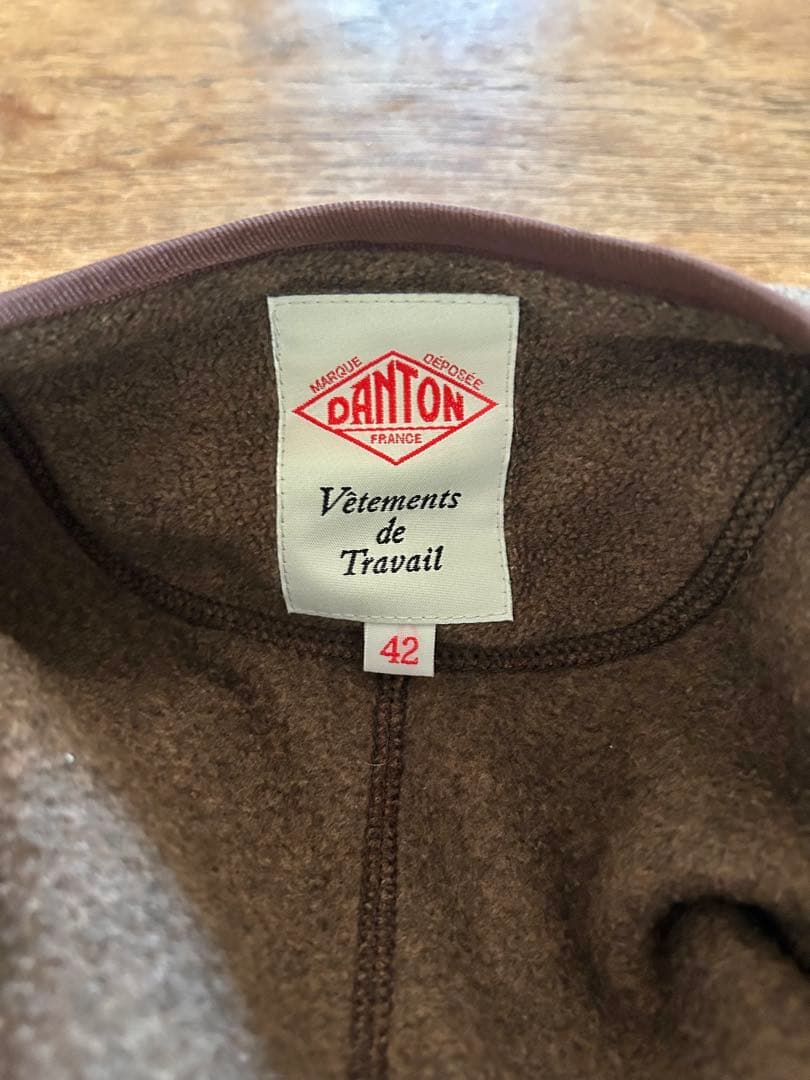 MARQUE DÉPOSÉE
DANTON
FRANCE
Vêtements
de
Travail
42